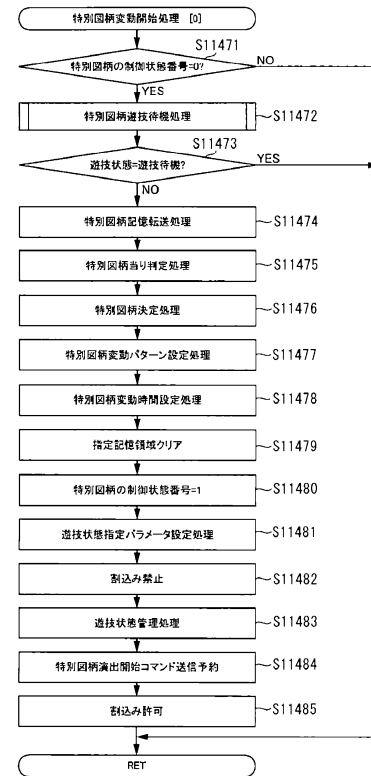 特別図柄変動開始処理 [0]
S11471
特別図柄の制御状態番号=0?
NO
YES
特別図柄遊技待機処理
S11472
S11473
遊技状態=遊技待機?
YES
NO
特別図柄記憶転送処理
S11474
特別図柄当り判定処理
S11475
特別図柄決定処理
S11476
特別図柄変動パターン設定処理
S11477
特別図柄変動時間設定処理
S11478
指定記憶領域クリア
S11479
特別図柄の制御状態番号=1
S11480
遊技状態指定パラメータ設定処理
S11481
割込み禁止
S11482
遊技状態管理処理
S11483
特別図柄演出開始コマンド送信予約
S11484
割込み許可
S11485
RET